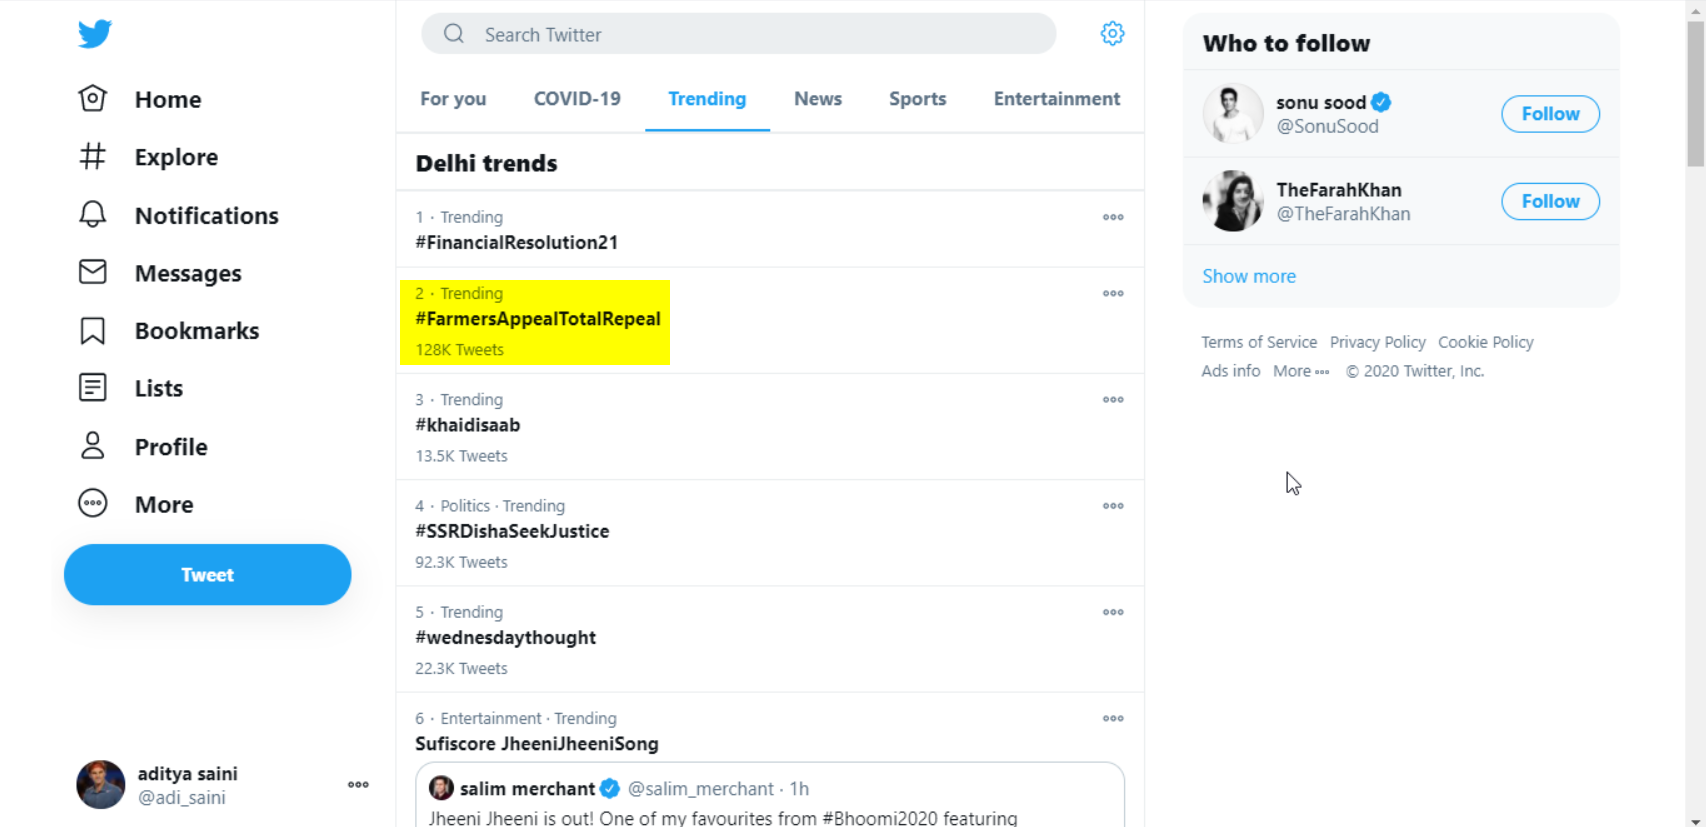 Home
Explore
Notifications
Messages
Bookmarks
Lists
Profile
More
Tweet
aditya saini
@adi_saini
Search Twitter
For you COVID-19 Trending News Sports Entertainment
Delhi trends
1 · Trending
#FinancialResolution21
2 · Trending
#FarmersAppealTotalRepeal
128K Tweets
3 · Trending
#khaidisaab
13.5K Tweets
4 · Politics · Trending
#SSRDishaSeekJustice
92.3K Tweets
5 · Trending
#wednesdaythought
22.3K Tweets
6 · Entertainment · Trending
Sufiscore JheeniJheeniSong
salim merchant @salim_merchant · 1h
Jheeni Jheeni is out! One of my favourites from #Bhoomi2020 featuring
Who to follow
sonu sood
@SonuSood
Follow
TheFarahKhan
@TheFarahKhan
Follow
Show more
Terms of Service Privacy Policy Cookie Policy
Ads info More © 2020 Twitter, Inc.